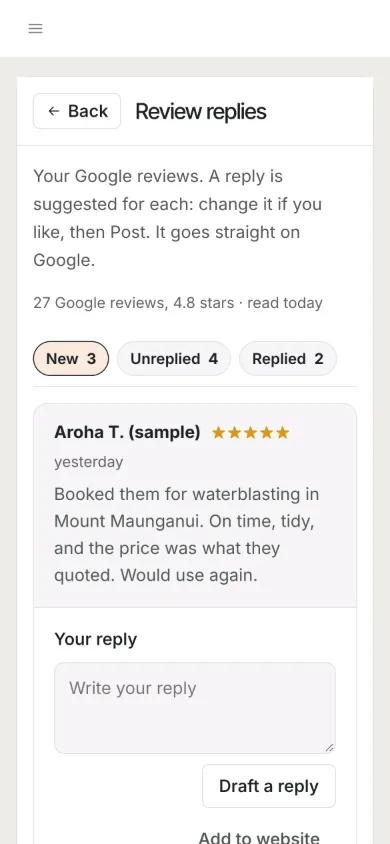 ← Back Review replies
Your Google reviews. A reply is
suggested for each: change it if you
like, then Post. It goes straight on
Google.
27 Google reviews, 4.8 stars · read today
New 3 Unreplied 4 Replied 2
Aroha T. (sample) ★★★★★
yesterday
Booked them for waterblasting in
Mount Maunganui. On time, tidy,
and the price was what they
quoted. Would use again.
Your reply
Write your reply
Draft a reply
Add to website